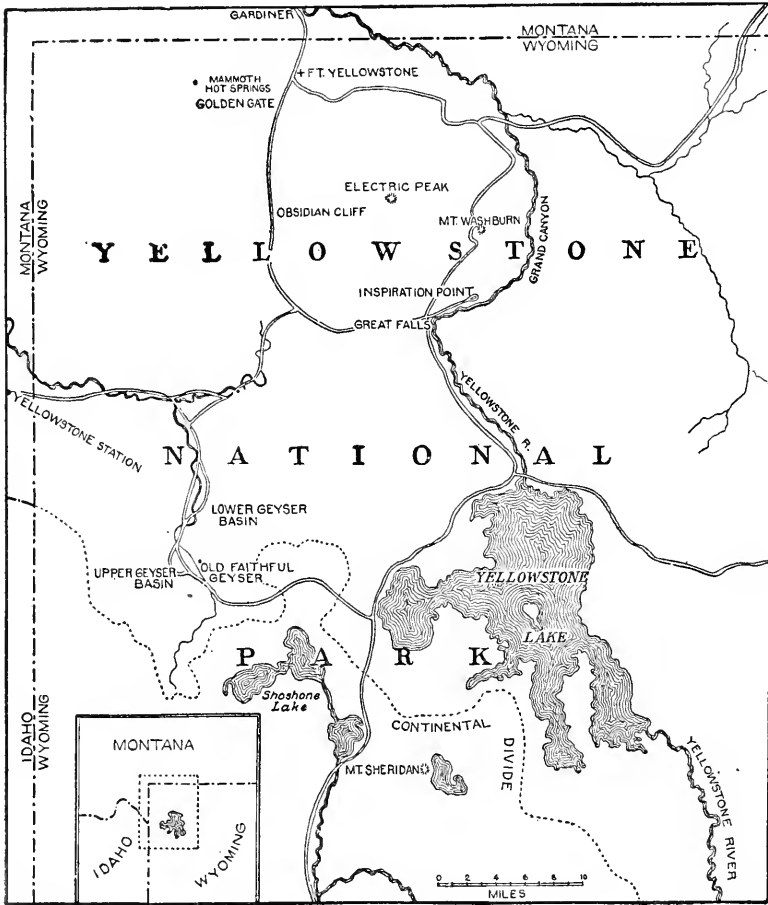 GARDINER
MONTANA
WYOMING
+FT. YELLOWSTONE
MAMMOTH
HOT SPRINGS
GOLDEN GATE
ELECTRIC PEAK
OBSIDIAN CLIFF
MT. WASHBURN
MONTANA
WYOMING
YELLOWSTONE
GRAND CANYON
INSPIRATION POINT
GREAT FALLS
YELLOWSTONE R.
YELLOWSTONE STATION
NATIONAL
LOWER GEYSER
BASIN
OLD FAITHFUL
GEYSER
UPPER GEYSER
BASIN
YELLOWSTONE
LAKE
PARK
Shoshone
Lake
CONTINENTAL
DIVIDE
IDAHO
WYOMING
MT. SHERIDAN
YELLOWSTONE RIVER
MONTANA
IDAHO
WYOMING
0 2 4 6 8 10
MILES